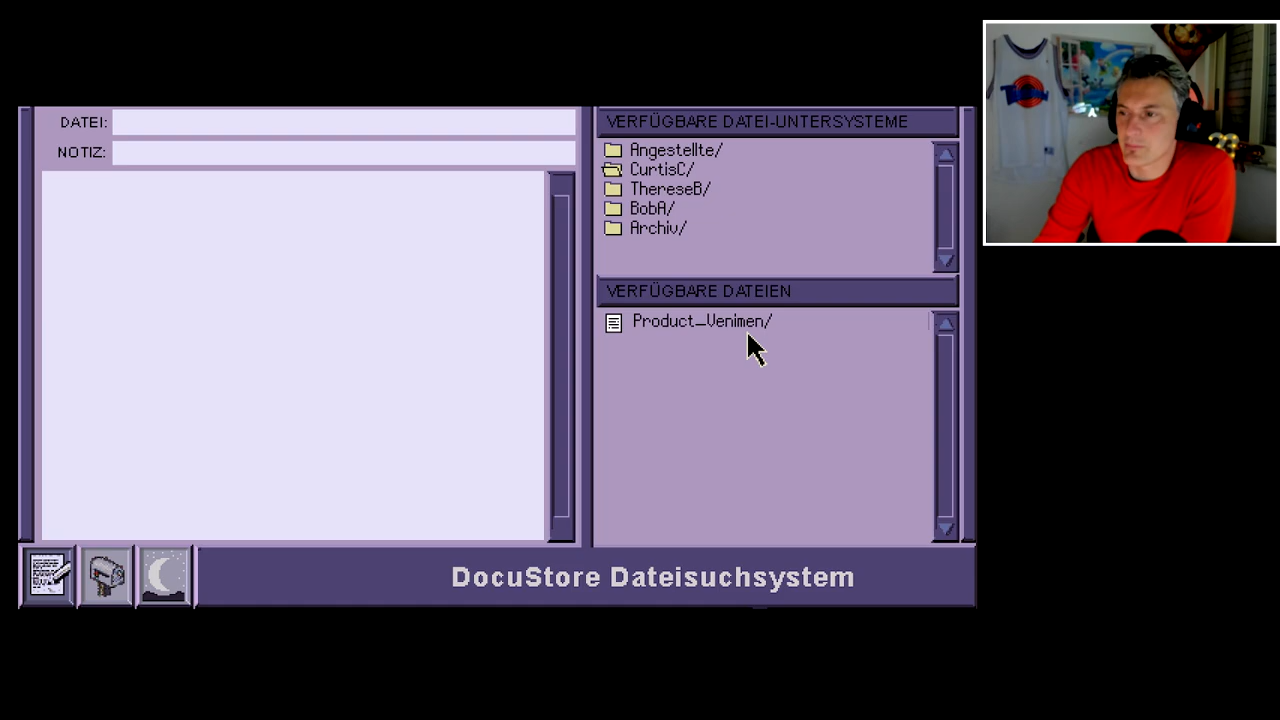 DATEI:
NOTIZ:
VERFÜGBARE DATEI-UNTERSYSTEME
Angestellte/
CurtisC/
ThereseB/
BobA/
Archiv/
VERFÜGBARE DATEIEN
Product_Venimen/
DocuStore Dateisuchsystem